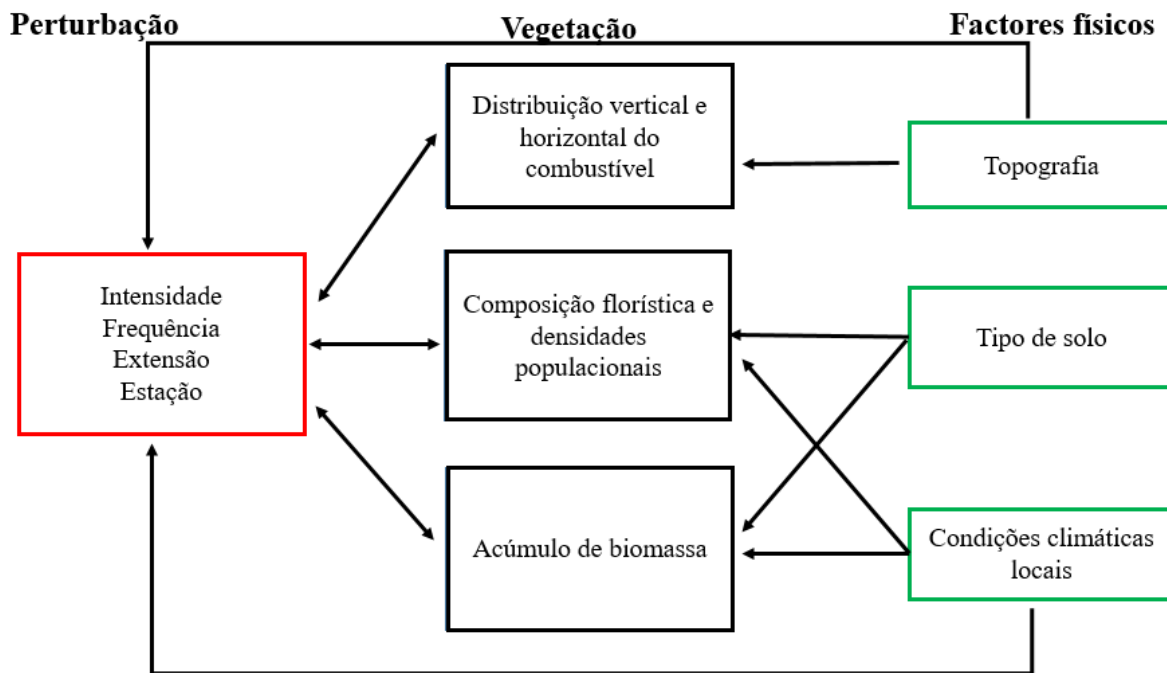 Perturbação
Vegetação
Factores físicos
Distribuição vertical e
horizontal do
combustível
Topografia
Intensidade
Frequência
Extensão
Estação
Composição florística e
densidades
populacionais
Tipo de solo
Acúmulo de biomassa
Condições climáticas
locais